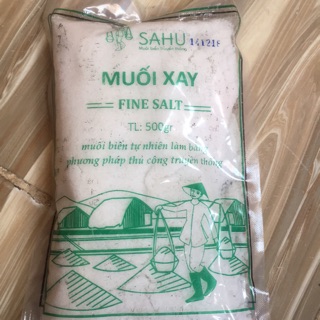 SAHU
141218
MUỐI XAY
FINE SALT
TL: 500gr
muối biển tự nhiên làm bằng
phương pháp thủ công truyền thống